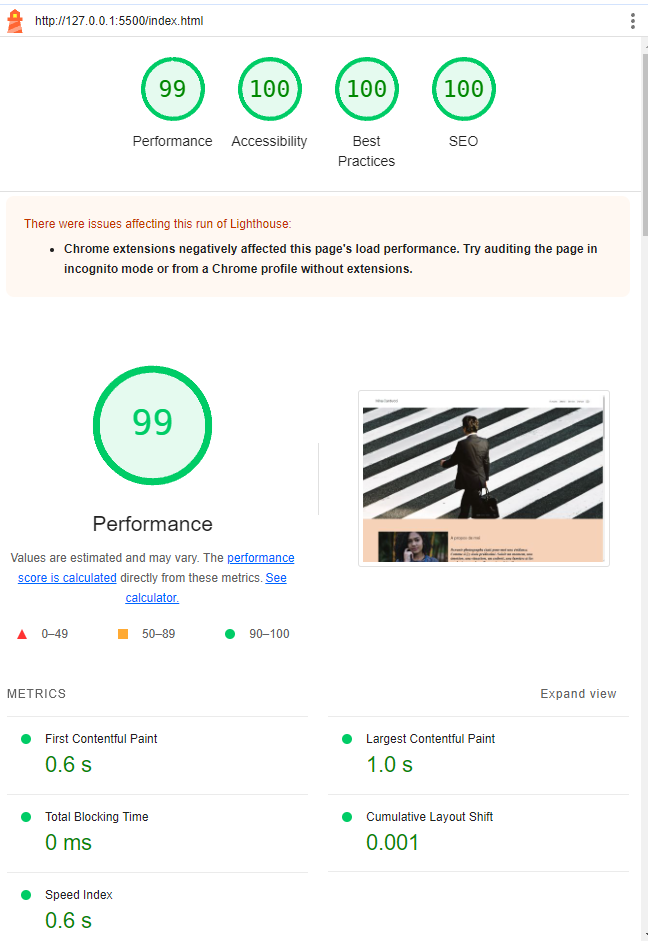 http://127.0.0.1:5500/index.html
99
100
100
100
Performance
Accessibility
Best
Practices
SEO
There were issues affecting this run of Lighthouse:
Chrome extensions negatively affected this page's load performance. Try auditing the page in
incognito mode or from a Chrome profile without extensions.
99
Performance
Values are estimated and may vary. The performance
score is calculated directly from these metrics. See
calculator.
0–49
50–89
90–100
A propos de moi
METRICS
Expand view
First Contentful Paint
0.6 s
Largest Contentful Paint
1.0 s
Total Blocking Time
0 ms
Cumulative Layout Shift
0.001
Speed Index
0.6 s